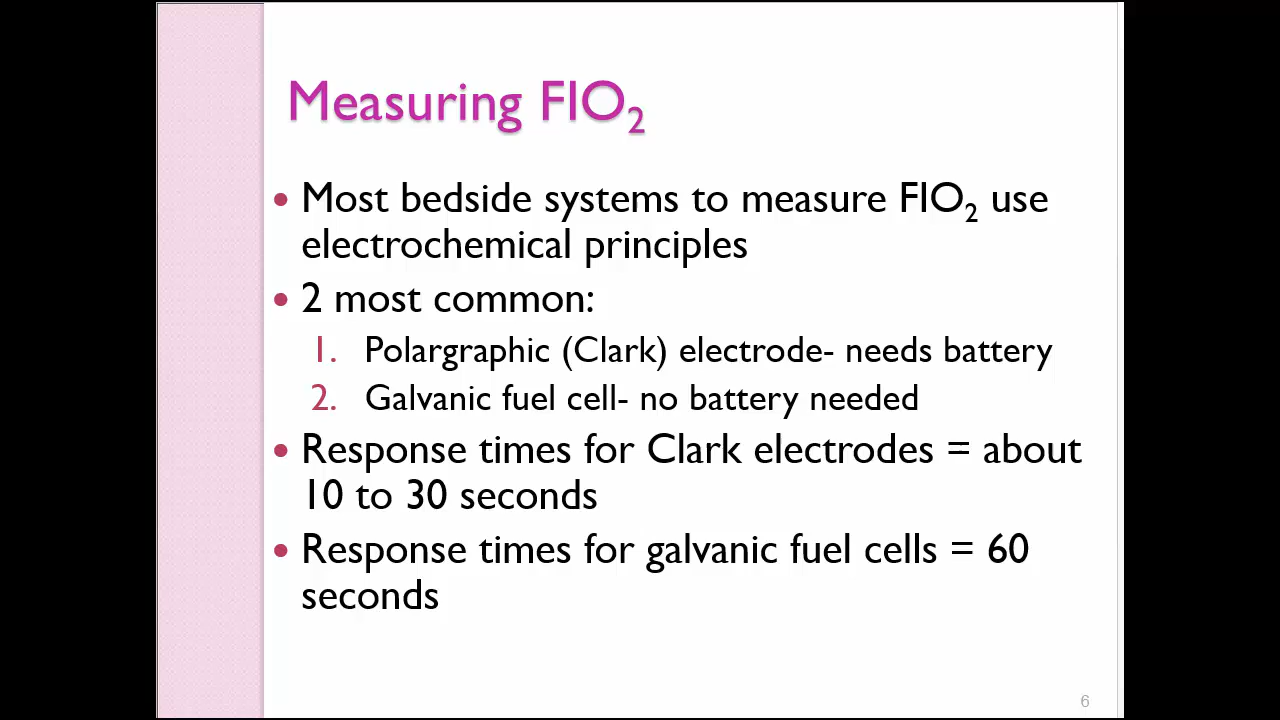 Measuring FIO₂
• Most bedside systems to measure FIO₂ use
electrochemical principles
• 2 most common:
1. Polargraphic (Clark) electrode- needs battery
2. Galvanic fuel cell- no battery needed
• Response times for Clark electrodes = about
10 to 30 seconds
• Response times for galvanic fuel cells = 60
seconds
6